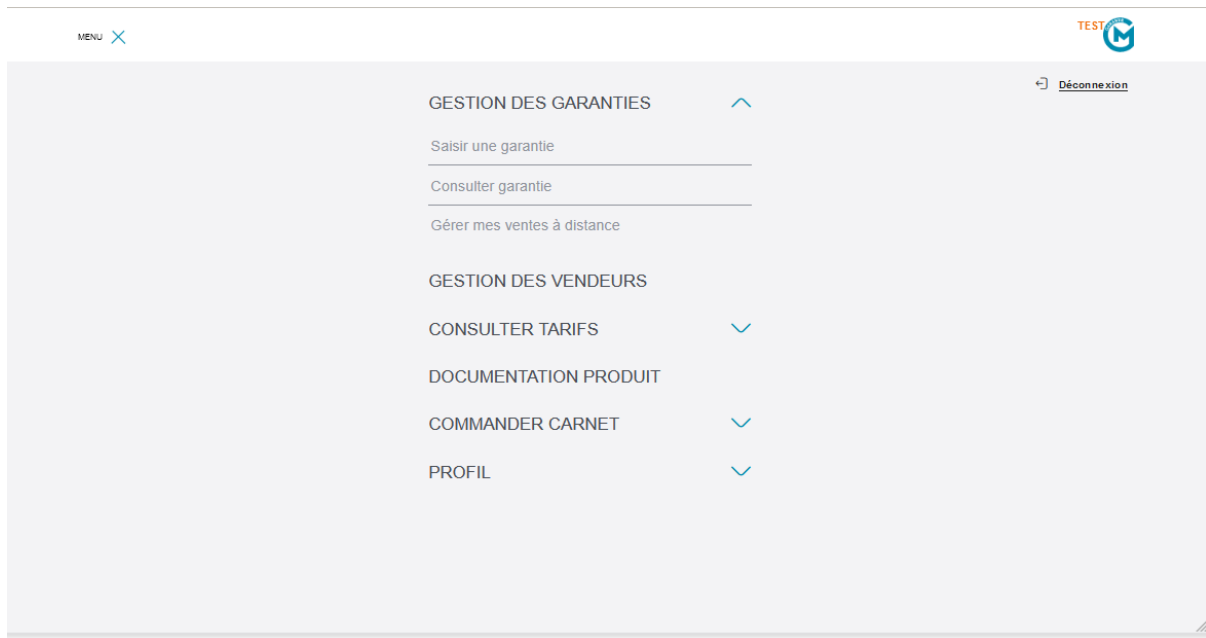 MENU
TEST
Déconnexion
GESTION DES GARANTIES
Saisir une garantie
Consulter garantie
Gérer mes ventes à distance
GESTION DES VENDEURS
CONSULTER TARIFS
DOCUMENTATION PRODUIT
COMMANDER CARNET
PROFIL